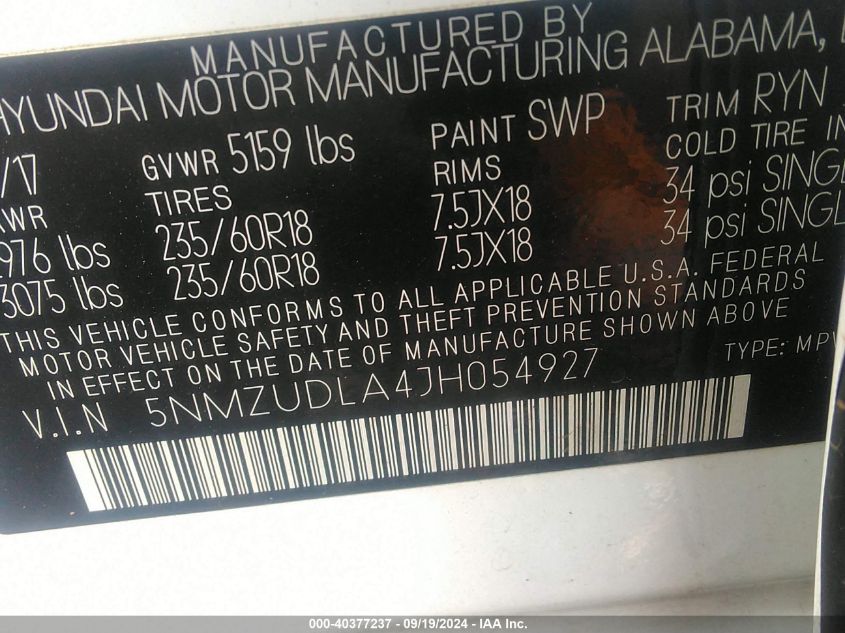 MANUFACTURED BY
HYUNDAI MOTOR MANUFACTURING ALABAMA,
/17 GVWR 5159 lbs PAINT SWP TRIM RYN
TIRES RIMS COLD TIRE IN
976 lbs 235/60R18 7.5JX18 34 psi SINGL
3075 lbs 235/60R18 7.5JX18 34 psi SINGL
THIS VEHICLE CONFORMS TO ALL APPLICABLE U.S.A. FEDERAL
MOTOR VEHICLE SAFETY AND THEFT PREVENTION STANDARDS
IN EFFECT ON THE DATE OF MANUFACTURE SHOWN ABOVE
V.I.N 5NMZUDLA4JH054927 TYPE: MPV
000-40377237 - 09/19/2024 - IAA Inc.